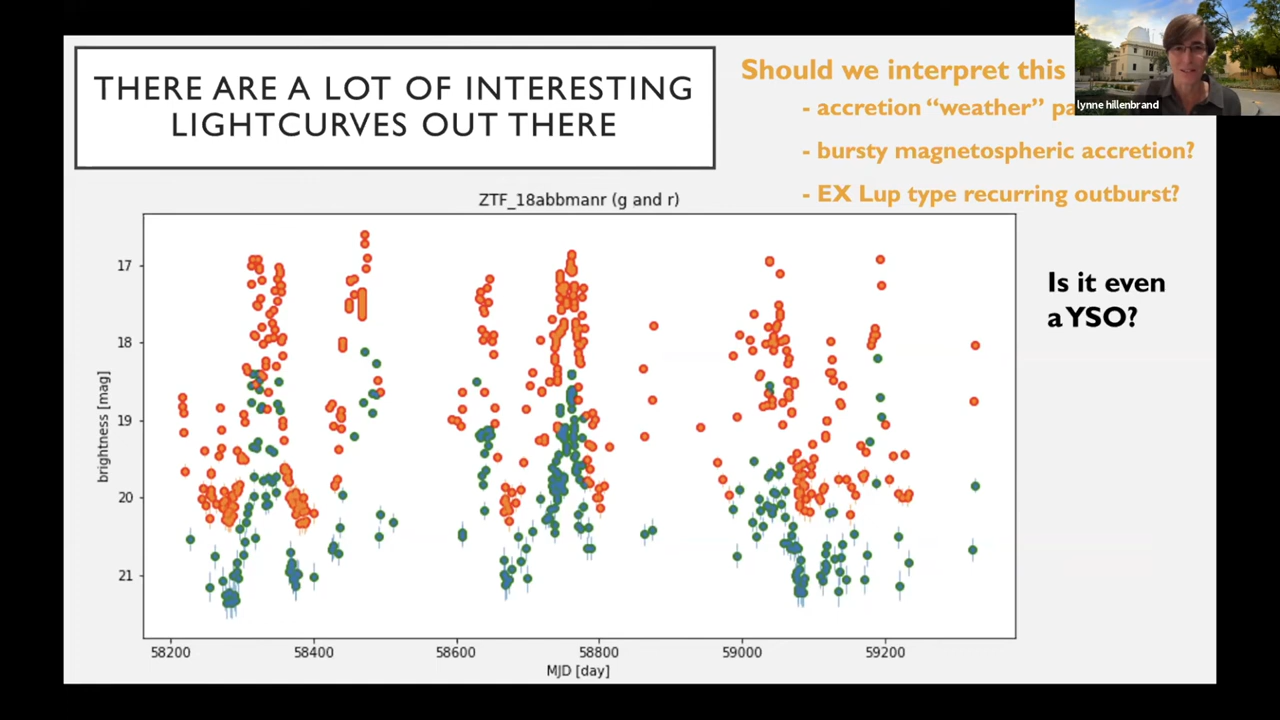 THERE ARE A LOT OF INTERESTING
LIGHTCURVES OUT THERE
Should we interpret this
- accretion “weather”
- bursty magnetospheric accretion?
- EX Lup type recurring outburst?
lynne hillenbrand
ZTF_18abbmanr (g and r)
Is it even
a YSO?
brightness [mag]
17
18
19
20
21
58200 58400 58600 58800 59000 59200
MJD [day]